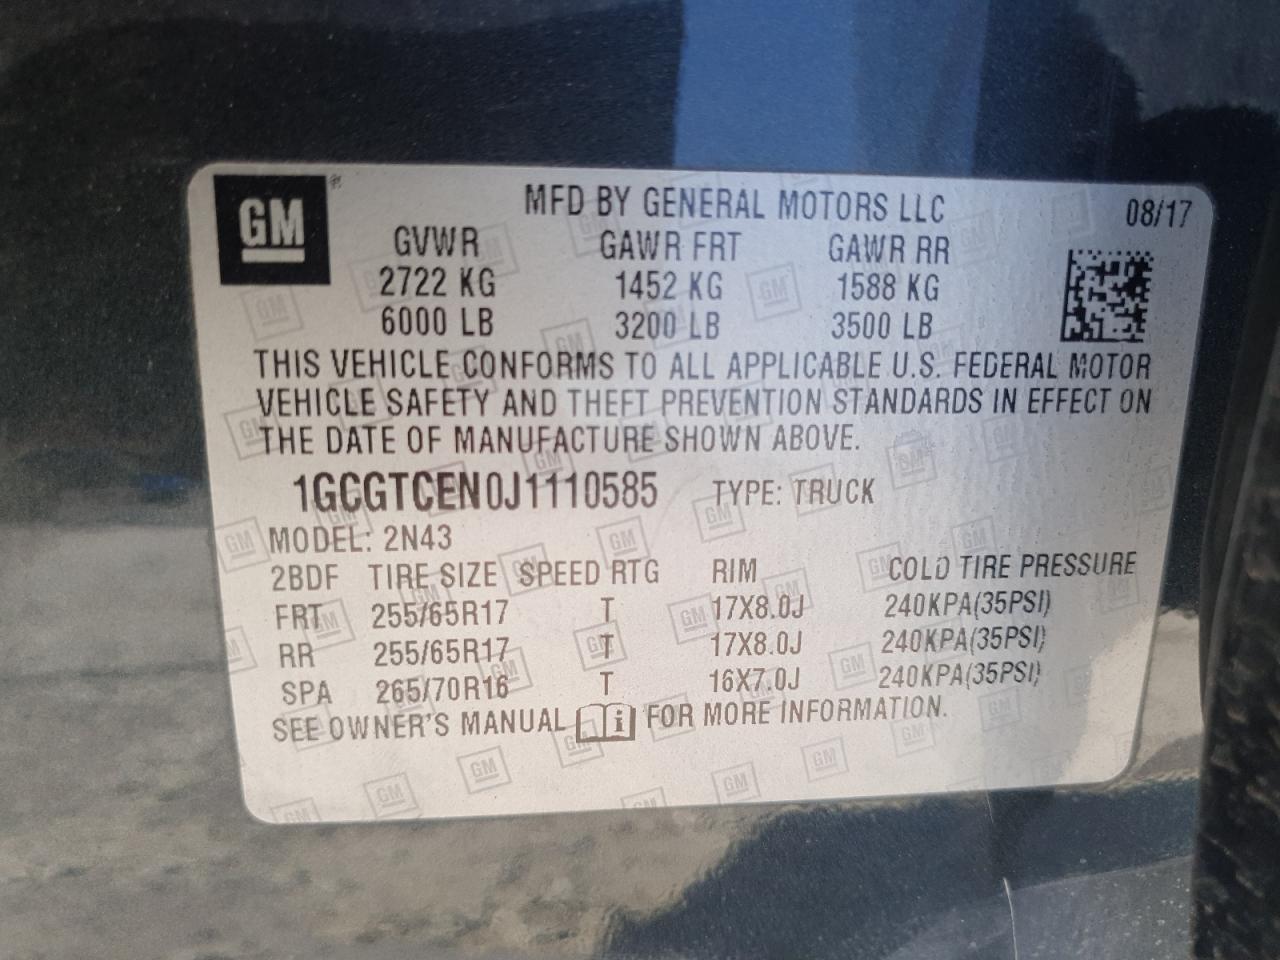 GM®
MFD BY GENERAL MOTORS LLC 08/17
GVWR GAWR FRT GAWR RR
2722 KG 1452 KG 1588 KG
6000 LB 3200 LB 3500 LB
THIS VEHICLE CONFORMS TO ALL APPLICABLE U.S. FEDERAL MOTOR
VEHICLE SAFETY AND THEFT PREVENTION STANDARDS IN EFFECT ON
THE DATE OF MANUFACTURE SHOWN ABOVE.
1GCGTCEN0J1110585 TYPE: TRUCK
MODEL: 2N43
2BDF TIRE SIZE SPEED RTG RIM COLD TIRE PRESSURE
FRT 255/65R17 T 17X8.0J 240KPA(35PSI)
RR 255/65R17 T 17X8.0J 240KPA(35PSI)
SPA 265/70R16 T 16X7.0J 240KPA(35PSI)
SEE OWNER'S MANUAL i FOR MORE INFORMATION.